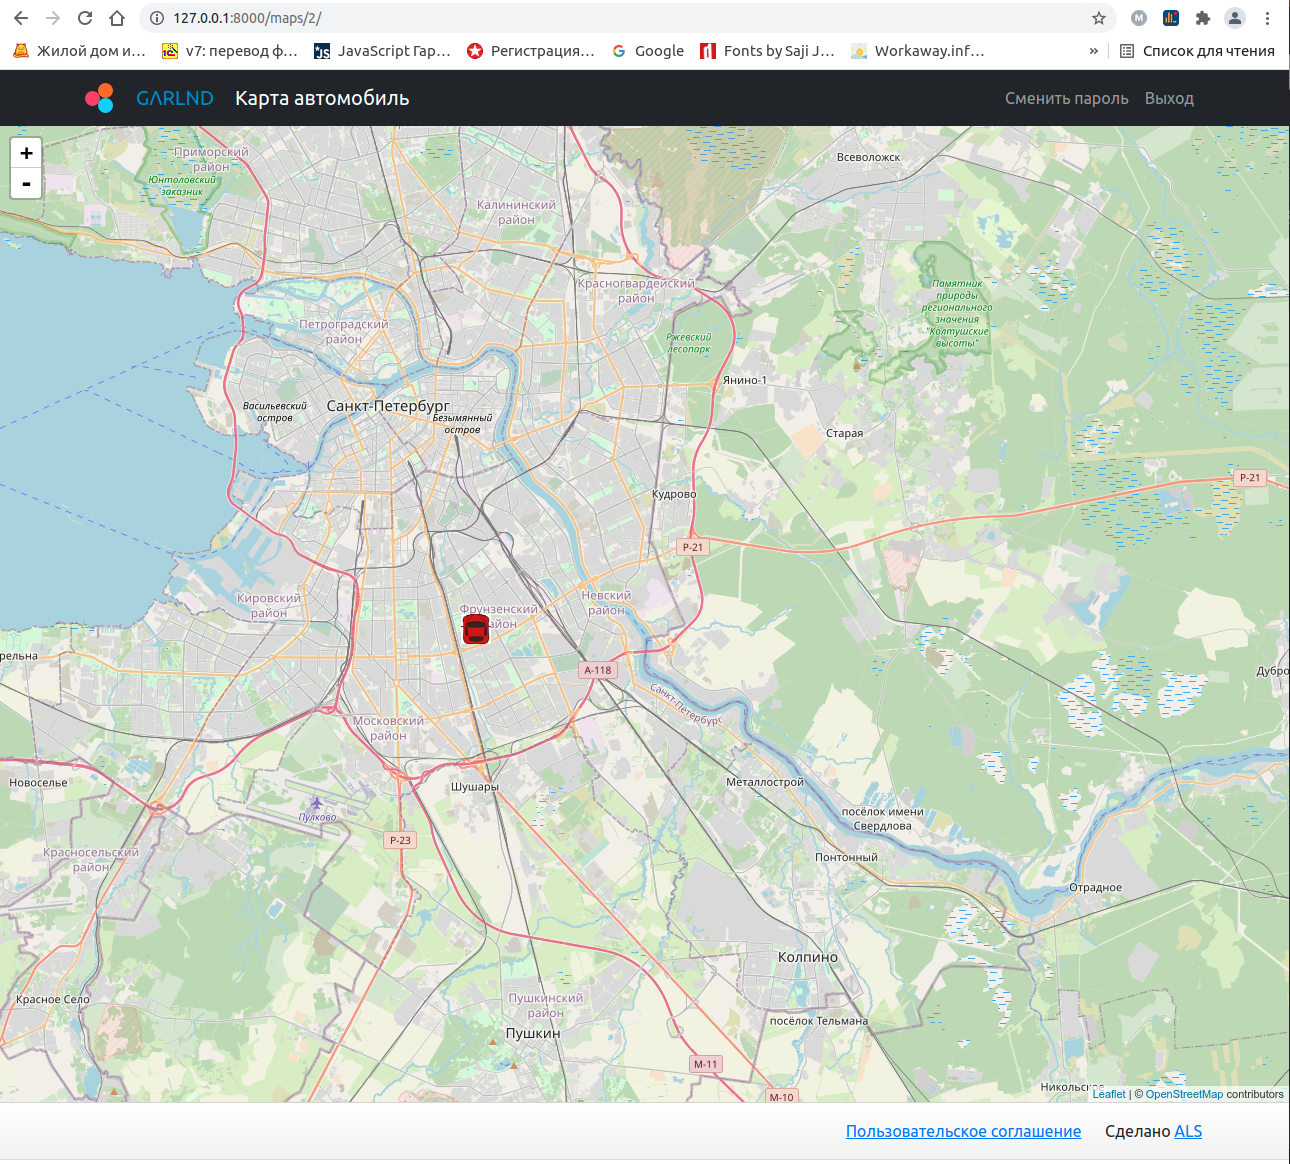 127.0.0.1:8000/maps/2/
Жилой дом и...
v7: перевод ф...
JavaScript Гар...
Регистрация...
Google
Fonts by Saji J...
Workaway.inf...
»
Список для чтения
GΛRLND
Карта автомобиль
Сменить пароль
Выход
+
-
Приморский
район
Юнтоловский
заказник
Всеволожск
Калининский
район
Красногвардейский
район
Памятник
природы
регионального
значения
"Колтушские
высоты"
Петроградский
район
Ржевский
лесопарк
Янино-1
Васильевский
остров
Санкт-Петербург
Безымянный
остров
Старая
Р-21
Кудрово
Р-21
Кировский
район
Фрунзенский
Невский
район
рельна
А-118
Дубро
Санкт-Петербург
Московский
район
Новоселье
Шушары
Металлострой
Пулково
посёлок имени
Свердлова
Р-23
Красносельский
район
Понтонный
Отрадное
Колпино
Красное Село
Пушкинский
район
Пушкин
посёлок Тельмана
М-11
Никольское
М-10
Leaflet | © OpenStreetMap contributors
Пользовательское соглашение
Сделано ALS